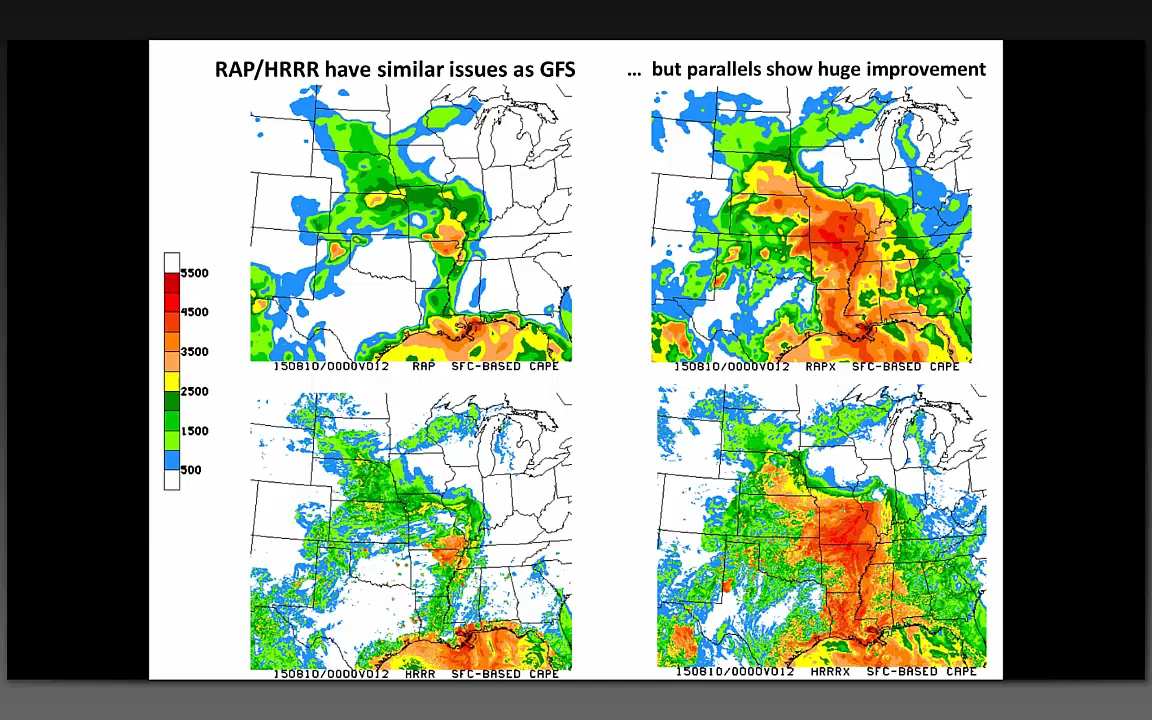 RAP/HRRR have similar issues as GFS
... but parallels show huge improvement
5500
4500
3500
2500
1500
500
150810/0000V012 RAP SFC-BASED CAPE
150810/0000V012 RAPX SFC-BASED CAPE
150810/0000V012 HRRR SFC-BASED CAPE
150810/0000V012 HRRRX SFC-BASED CAPE